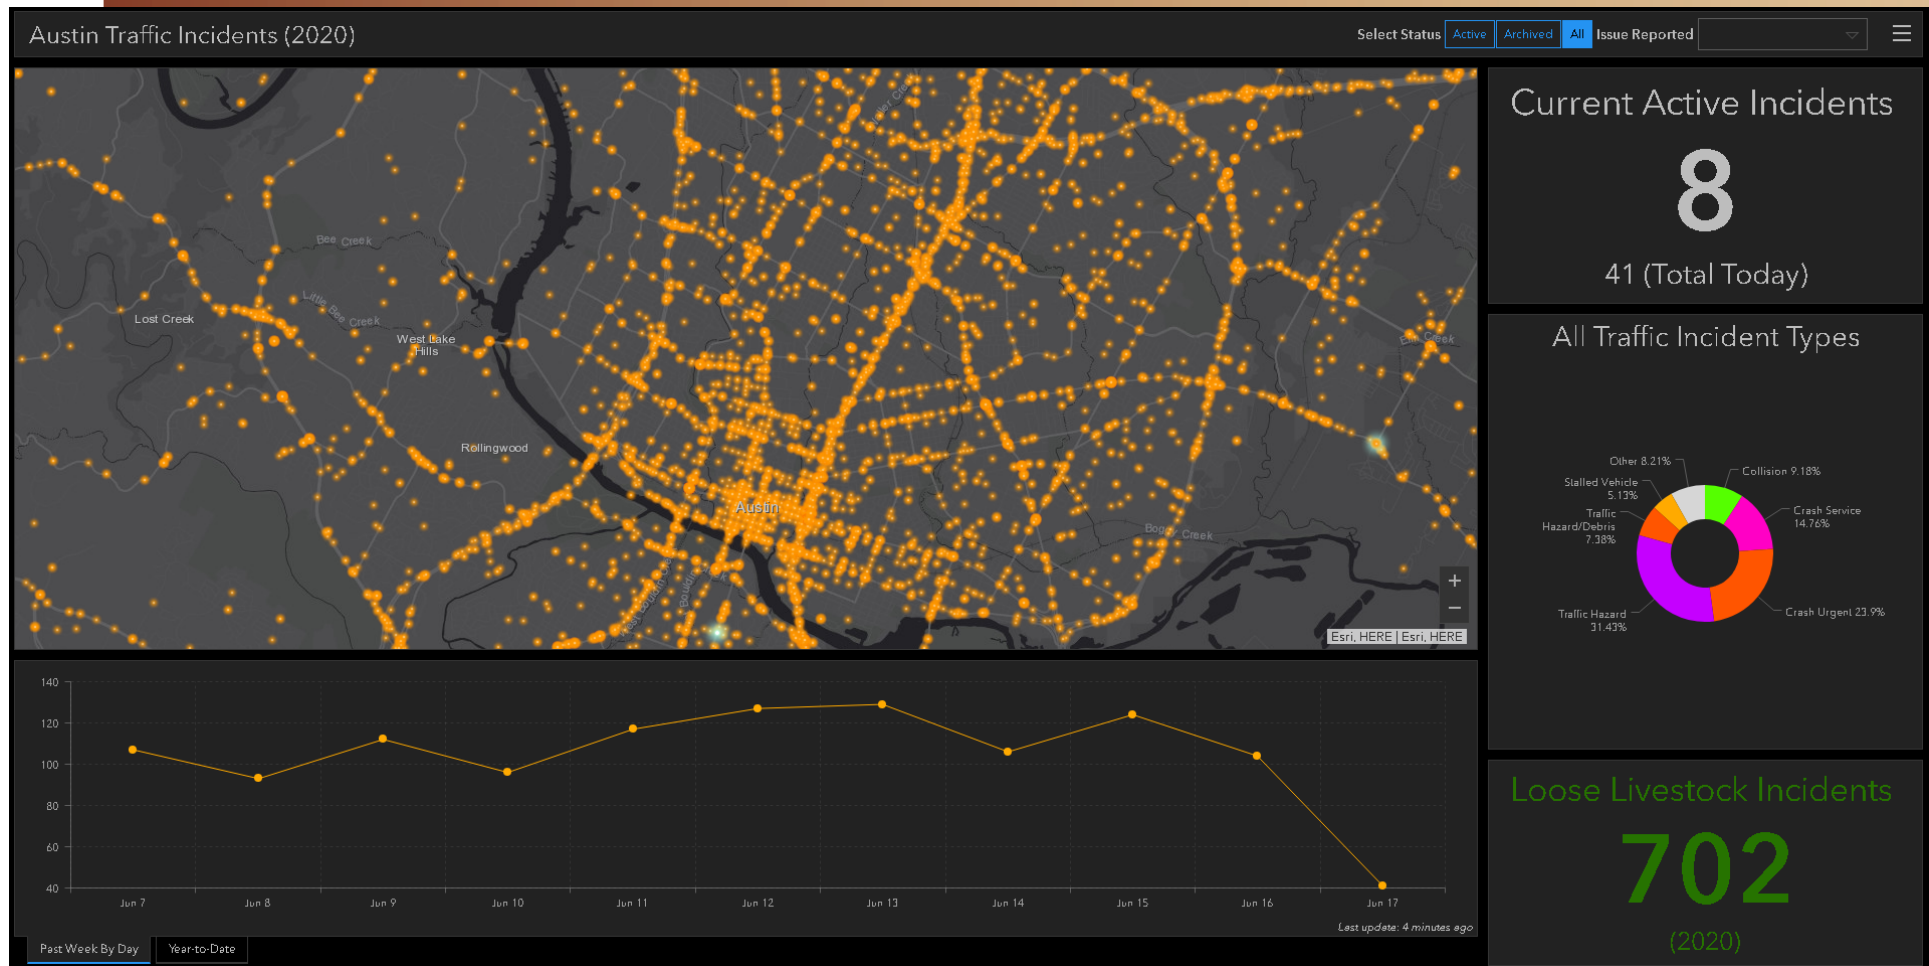 Austin Traffic Incidents (2020)
Select Status Active Archived All Issue Reported
Bee Creek
Little Bee Creek
Lost Creek
West Lake
Hills
Rollingwood
Austin
Boggy Creek
Esri, HERE | Esri, HERE
Current Active Incidents
8
41 (Total Today)
All Traffic Incident Types
Other 8.21%
Collision 9.18%
Stalled Vehicle
5.13%
Crash Service
14.76%
Traffic
Hazard/Debris
7.38%
Crash Urgent 23.9%
Traffic Hazard
31.43%
140
120
100
80
60
40
Jun 7
Jun 8
Jun 9
Jun 10
Jun 11
Jun 12
Jun 13
Jun 14
Jun 15
Jun 16
Jun 17
Last update: 4 minutes ago
Past Week By Day
Year-to-Date
Loose Livestock Incidents
702
(2020)